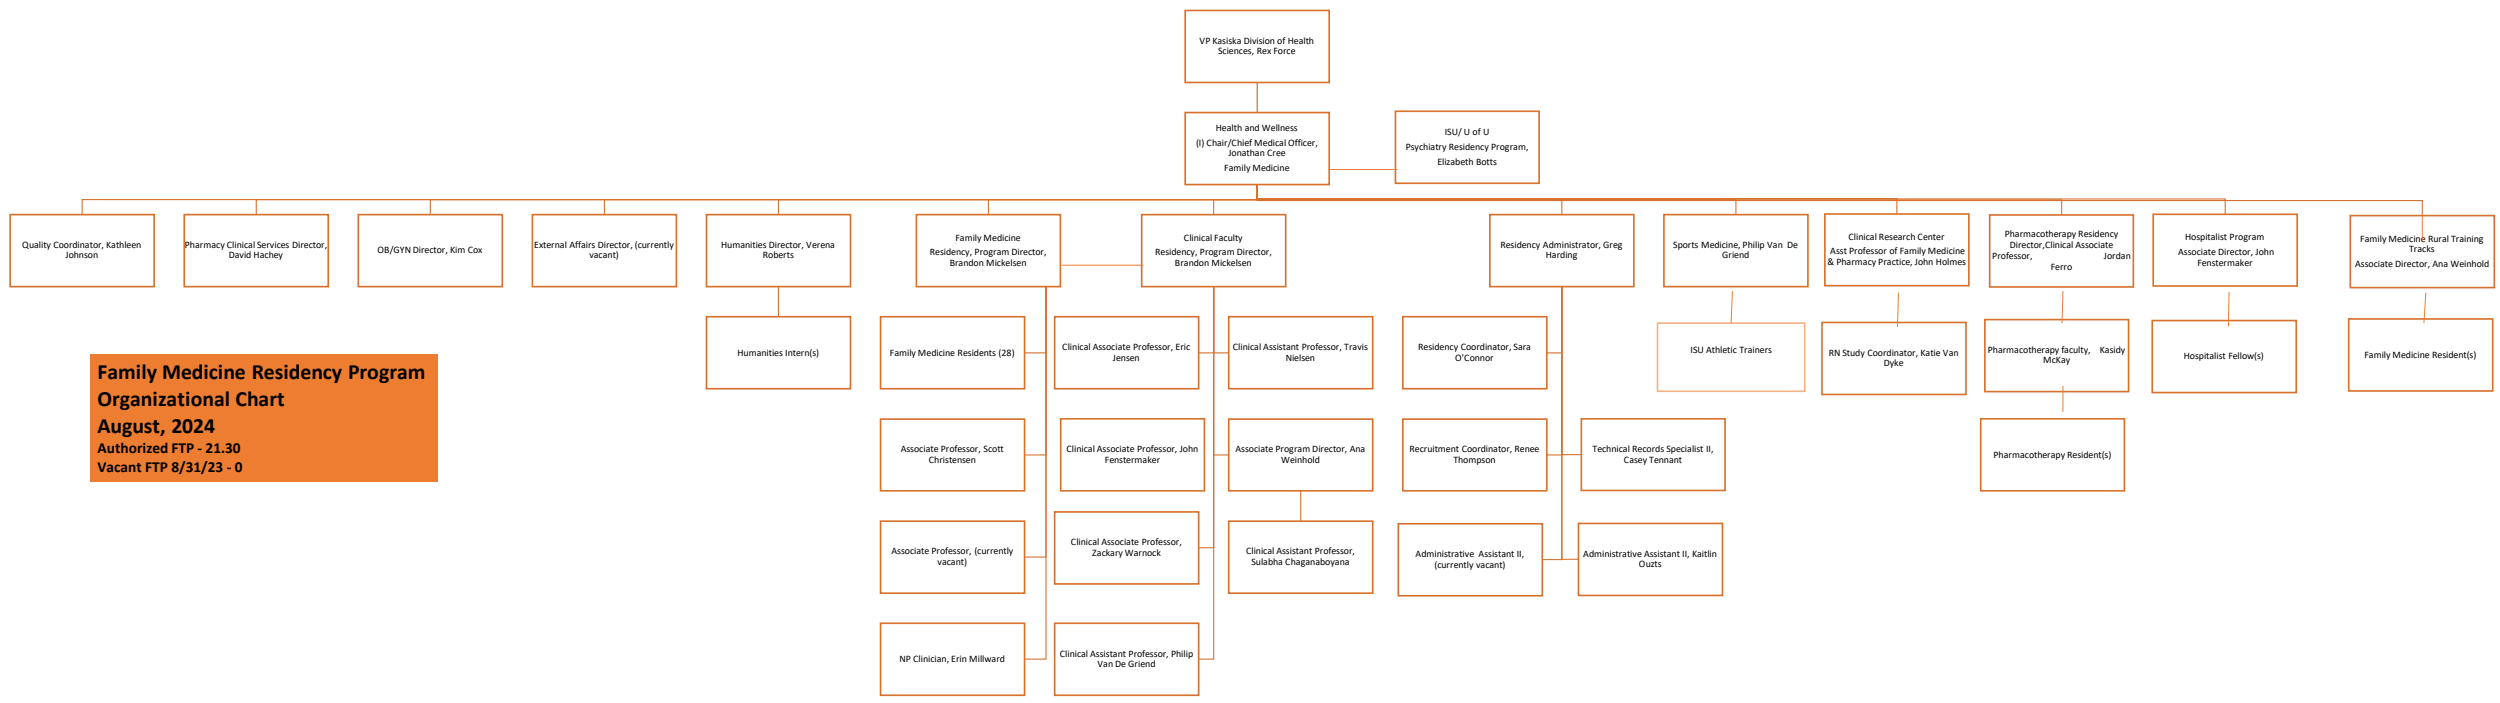 VP Kasiska Division of Health
Sciences, Rex Force
Health and Wellness
(I) Chair/Chief Medical Officer,
Jonathan Cree
Family Medicine
ISU/ U of U
Psychiatry Residency Program,
Elizabeth Botts
Quality Coordinator, Kathleen
Johnson
Pharmacy Clinical Services Director,
David Hachey
OB/GYN Director, Kim Cox
External Affairs Director, (currently
vacant)
Humanities Director, Verena
Roberts
Family Medicine
Residency, Program Director,
Brandon Mickelsen
Clinical Faculty
Residency, Program Director,
Brandon Mickelsen
Residency Administrator, Greg
Harding
Sports Medicine, Philip Van De
Griend
Clinical Research Center
Asst Professor of Family Medicine
& Pharmacy Practice, John Holmes
Pharmacotherapy Residency
Director,Clinical Associate
Professor, Jordan
Ferro
Hospitalist Program
Associate Director, John
Fenstermaker
Family Medicine Rural Training
Tracks
Associate Director, Ana Weinhold
Humanities Intern(s)
Family Medicine Residents (28)
Clinical Associate Professor, Eric
Jensen
Clinical Assistant Professor, Travis
Nielsen
Residency Coordinator, Sara
O'Connor
ISU Athletic Trainers
RN Study Coordinator, Katie Van
Dyke
Pharmacotherapy faculty, Kasidy
McKay
Hospitalist Fellow(s)
Family Medicine Resident(s)
Family Medicine Residency Program
Organizational Chart
August, 2024
Authorized FTP - 21.30
Vacant FTP 8/31/23 - 0
Associate Professor, Scott
Christensen
Clinical Associate Professor, John
Fenstermaker
Associate Program Director, Ana
Weinhold
Recruitment Coordinator, Renee
Thompson
Technical Records Specialist II,
Casey Tennant
Pharmacotherapy Resident(s)
Associate Professor, (currently
vacant)
Clinical Associate Professor,
Zackary Warnock
Clinical Assistant Professor,
Sulabha Chaganaboyana
Administrative Assistant II,
(currently vacant)
Administrative Assistant II, Kaitlin
Ouzts
NP Clinician, Erin Millward
Clinical Assistant Professor, Philip
Van De Griend